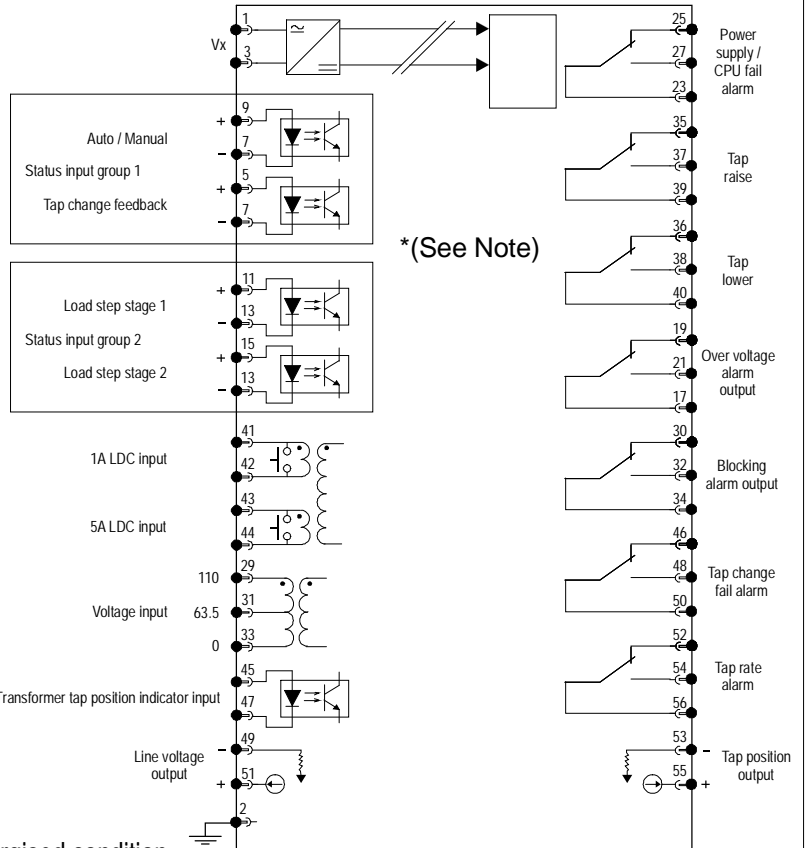 1
Vx
3
9
+
Auto / Manual
7
–
Status input group 1
5
+
Tap change feedback
7
–
11
+
Load step stage 1
13
–
Status input group 2
15
+
Load step stage 2
13
–
41
1A LDC input
42
43
5A LDC input
44
29
110
31
Voltage input 63.5
33
0
45
Transformer tap position indicator input
47
49
–
Line voltage
output
51
+
2
*(See Note)
25
Power
supply /
CPU fail
alarm
27
23
35
Tap
raise
37
39
36
Tap
lower
38
40
19
Over voltage
alarm
output
21
17
30
Blocking
alarm output
32
34
46
Tap change
fail alarm
48
50
52
Tap rate
alarm
54
56
53
–
Tap position
output
55
+
condition